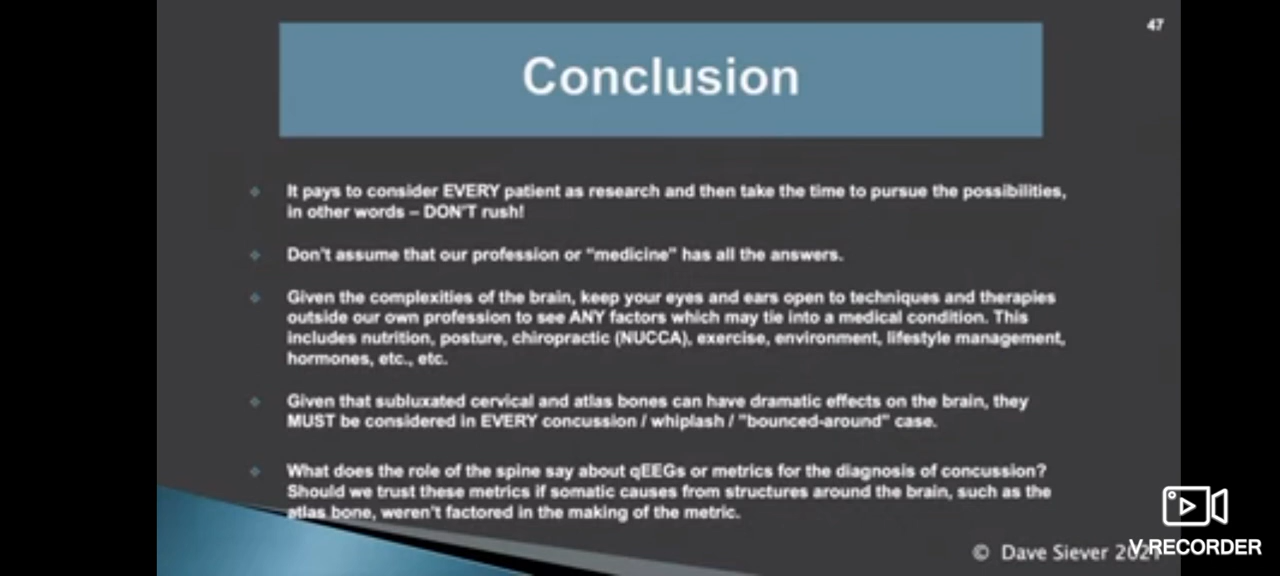 47
Conclusion
It pays to consider EVERY patient as research and then take the time to pursue the possibilities,
in other words – DON'T rush!
Don't assume that our profession or "medicine" has all the answers.
Given the complexities of the brain, keep your eyes and ears open to techniques and therapies
outside our own profession to see ANY factors which may tie into a medical condition. This
includes nutrition, posture, chiropractic (NUCCA), exercise, environment, lifestyle management,
hormones, etc., etc.
Given that subluxated cervical and atlas bones can have dramatic effects on the brain, they
MUST be considered in EVERY concussion / whiplash / "bounced-around" case.
What does the role of the spine say about qEEGs or metrics for the diagnosis of concussion?
Should we trust these metrics if somatic causes from structures around the brain, such as the
atlas bone, weren't factored in the making of the metric.
© Dave Siever
V RECORDER